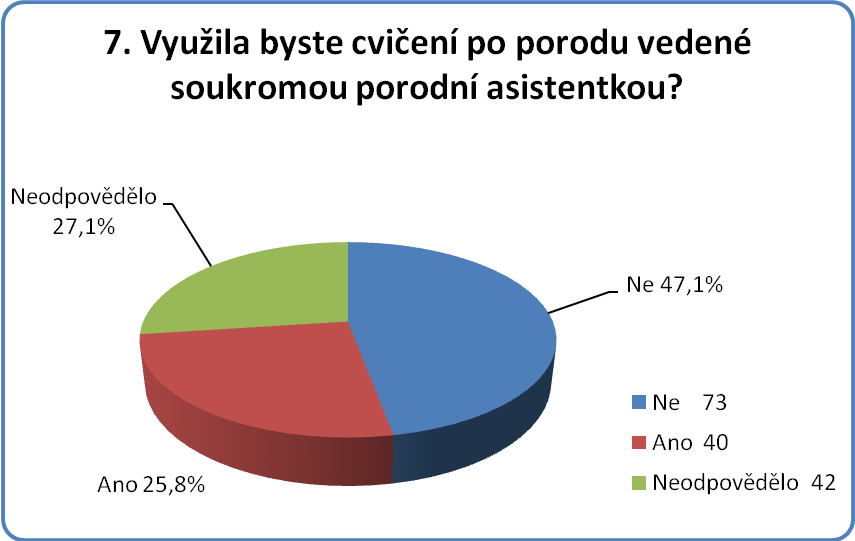 7. Využila byste cvičení po porodu vedené
soukromou porodní asistentkou?
Neodpovědělo
27,1%
Ne 47,1%
Ano 25,8%
Ne 73
Ano 40
Neodpovědělo 42